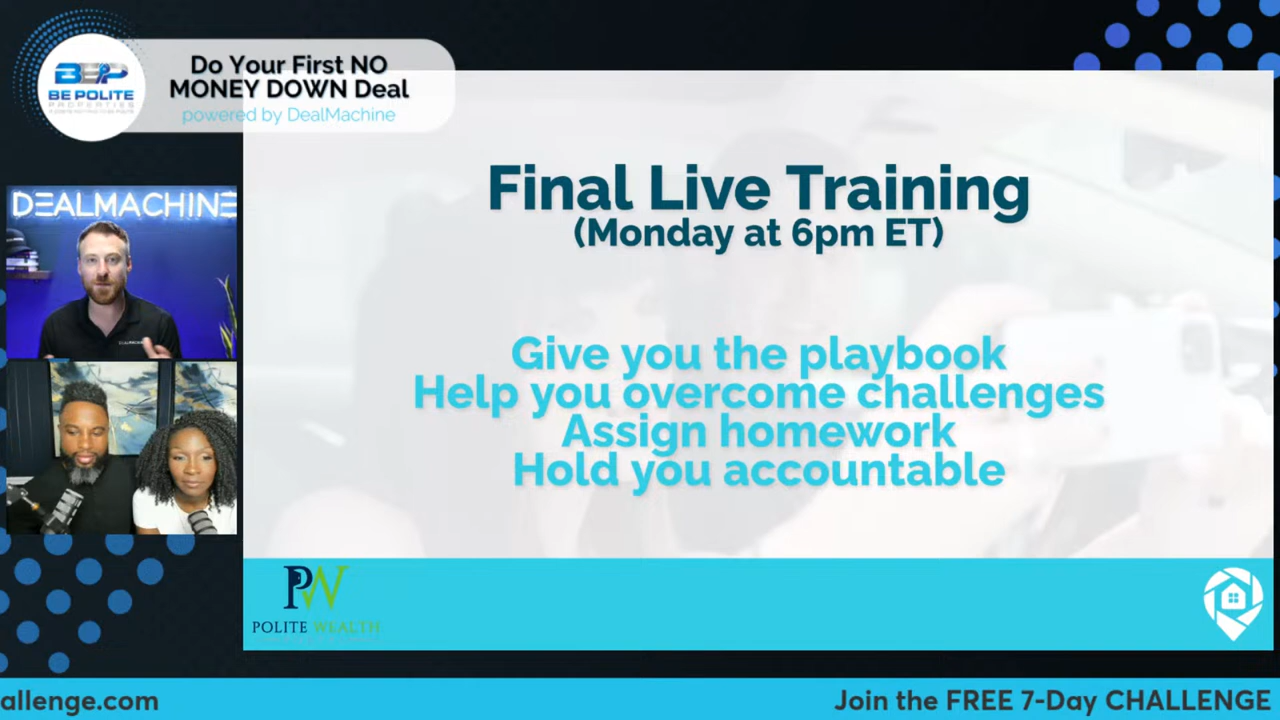 BEP
BE POLITE
PROPERTIES
Do Your First NO
MONEY DOWN Deal
powered by DealMachine
DEALMACHINE
Final Live Training
(Monday at 6pm ET)
Give you the playbook
Help you overcome challenges
Assign homework
Hold you accountable
PW
POLITE WEALTH
allenge.com
Join the FREE 7-Day CHALLENGE